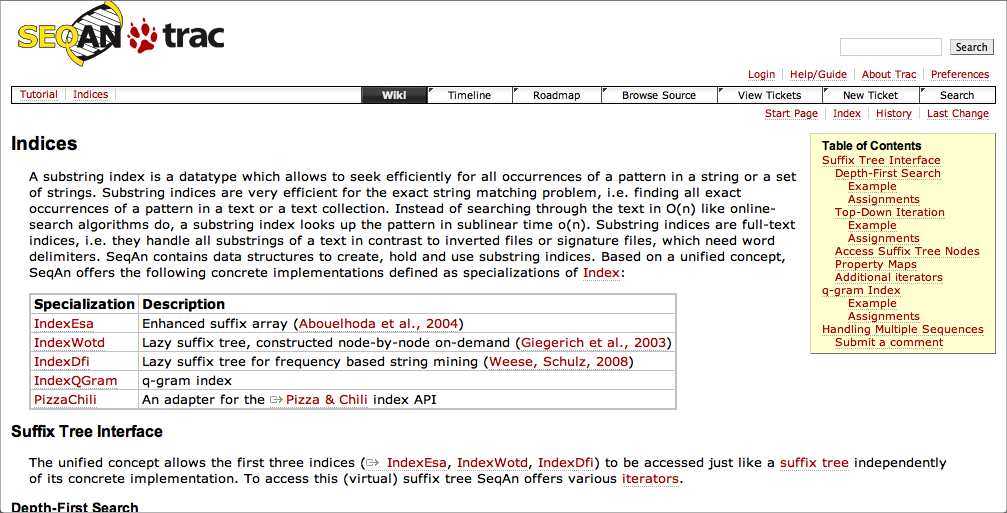 SEQAN trac
Search
Login Help/Guide About Trac Preferences
Tutorial Indices Wiki Timeline Roadmap Browse Source View Tickets New Ticket Search
Start Page Index History Last Change
Indices
A substring index is a datatype which allows to seek efficiently for all occurrences of a pattern in a string or a set
of strings. Substring indices are very efficient for the exact string matching problem, i.e. finding all exact
occurrences of a pattern in a text or a text collection. Instead of searching through the text in O(n) like online-
search algorithms do, a substring index looks up the pattern in sublinear time o(n). Substring indices are full-text
indices, i.e. they handle all substrings of a text in contrast to inverted files or signature files, which need word
delimiters. SeqAn contains data structures to create, hold and use substring indices. Based on a unified concept,
SeqAn offers the following concrete implementations defined as specializations of Index:
Table of Contents
Suffix Tree Interface
Depth-First Search
Example
Assignments
Top-Down Iteration
Example
Assignments
Access Suffix Tree Nodes
Property Maps
Additional iterators
q-gram Index
Example
Assignments
Handling Multiple Sequences
Submit a comment
Specialization Description
IndexEsa Enhanced suffix array (Abouelhoda et al., 2004)
IndexWotd Lazy suffix tree, constructed node-by-node on-demand (Giegerich et al., 2003)
IndexDfi Lazy suffix tree for frequency based string mining (Weese, Schulz, 2008)
IndexQGram q-gram index
PizzaChili An adapter for the Pizza & Chili index API
Suffix Tree Interface
The unified concept allows the first three indices ( IndexEsa, IndexWotd, IndexDfi) to be accessed just like a suffix tree independently
of its concrete implementation. To access this (virtual) suffix tree SeqAn offers various iterators.
Depth-First Search